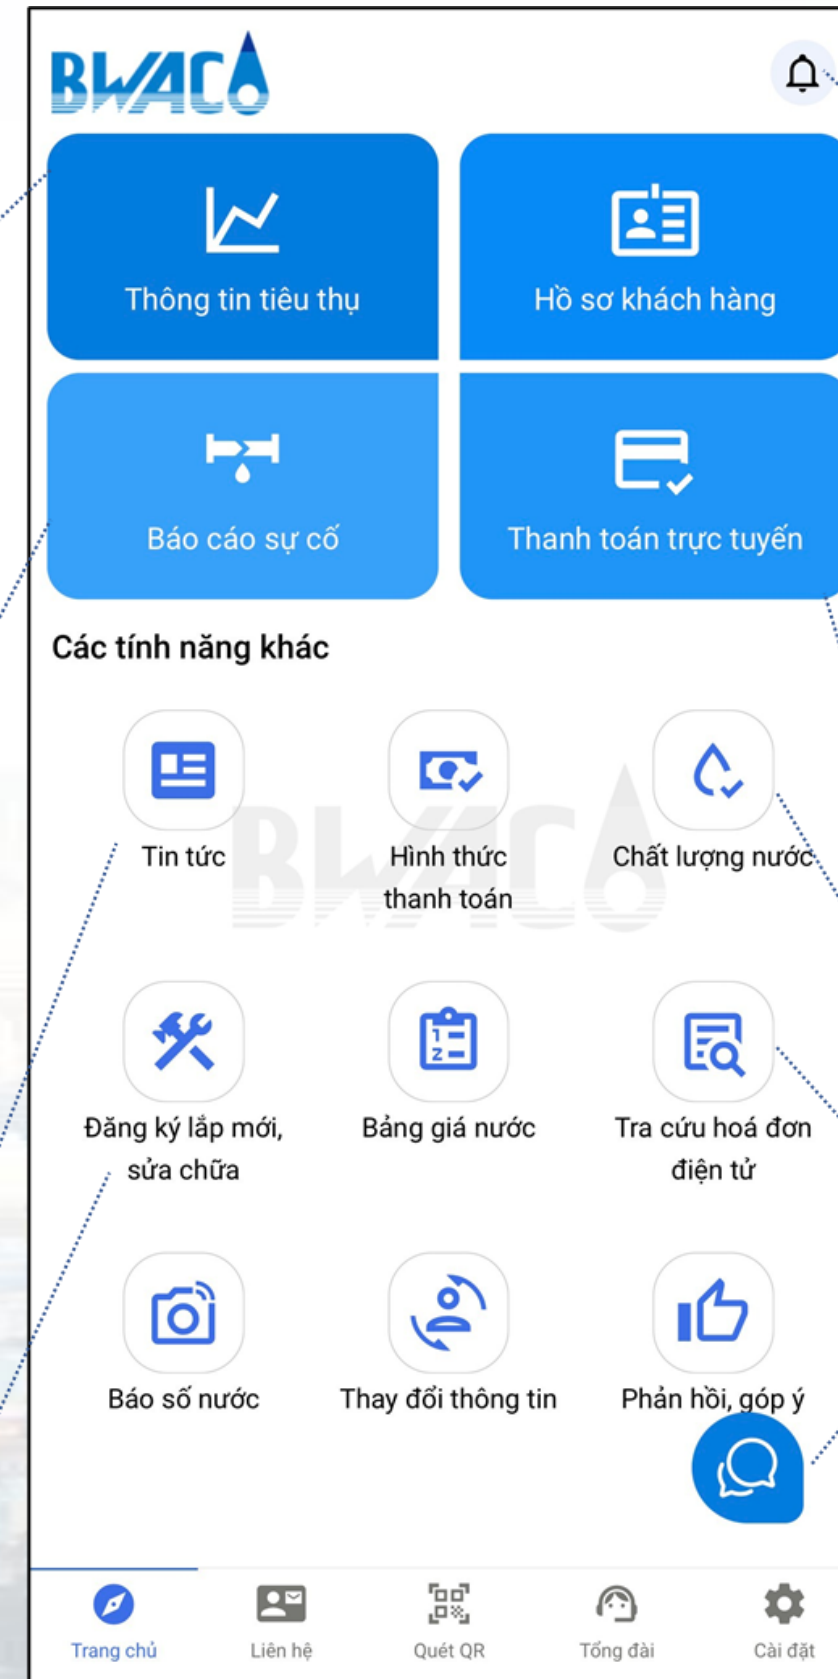 BWACO
Thông tin tiêu thụ
Hồ sơ khách hàng
Báo cáo sự cố
Thanh toán trực tuyến
Các tính năng khác
Tin tức
Hình thức
thanh toán
Chất lượng nước
BWACO
Đăng ký lắp mới,
sửa chữa
Bảng giá nước
Tra cứu hoá đơn
điện tử
Báo số nước
Thay đổi thông tin
Phản hồi, góp ý
Trang chủ
Liên hệ
Quét QR
Tổng đài
Cài đặt